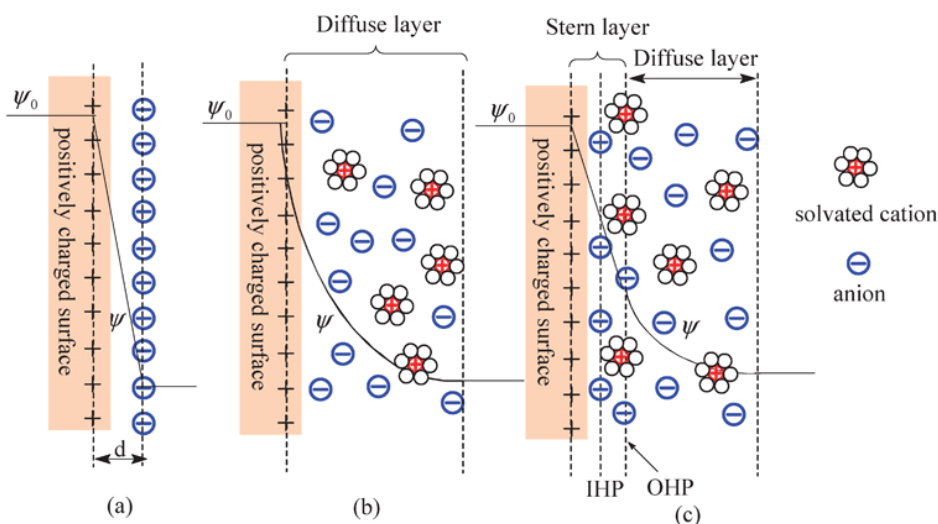 Diffuse layer
Stern layer
Diffuse layer
ψ₀
ψ₀
ψ₀
positively charged surface
positively charged surface
positively charged surface
ψ
ψ
ψ
solvated cation
anion
d
IHP
OHP
(a)
(b)
(c)